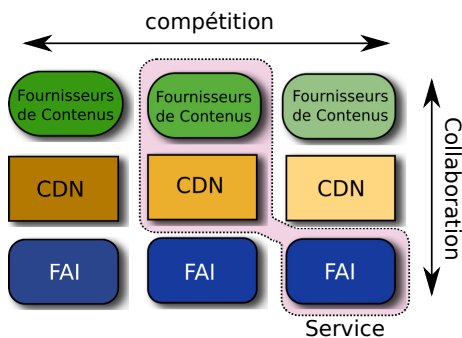 compétition
Fournisseurs
de Contenus
Fournisseurs
de Contenus
Fournisseurs
de Contenus
CDN
CDN
CDN
FAI
FAI
FAI
Collaboration
Service